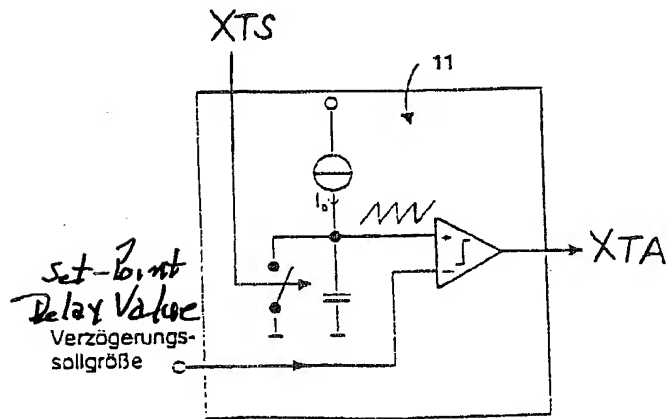 XTS
11
I₀
+
−
XTA
Set-Point
Delay Value
Verzögerungs-
sollgröße